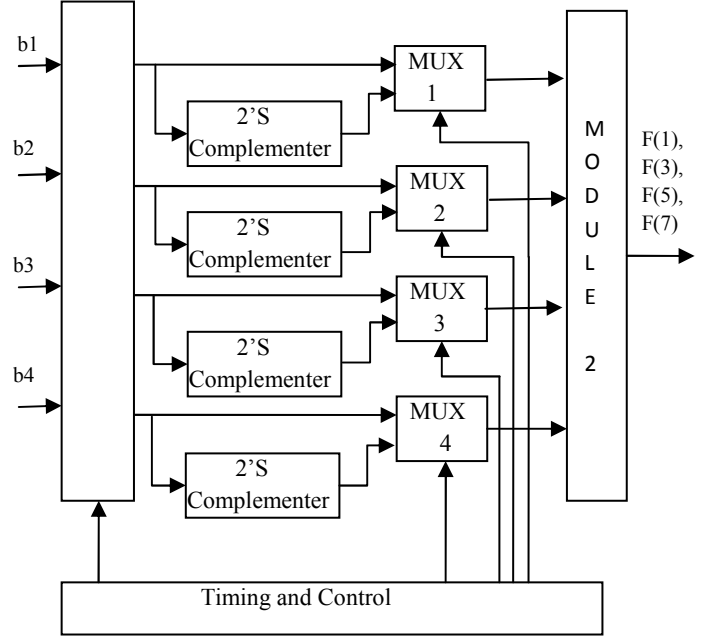 b1
b2
b3
b4
2’S
Complementer
2’S
Complementer
2’S
Complementer
2’S
Complementer
MUX
1
MUX
2
MUX
3
MUX
4
M
O
D
U
L
E
2
F(1),
F(3),
F(5),
F(7)
Timing and Control